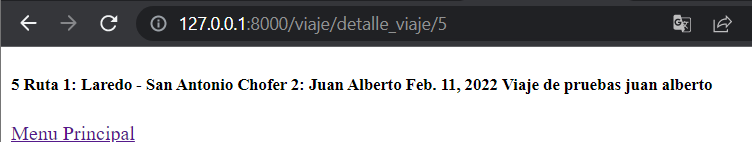 127.0.0.1:8000/viaje/detalle_viaje/5
5 Ruta 1: Laredo - San Antonio Chofer 2: Juan Alberto Feb. 11, 2022 Viaje de pruebas juan alberto
Menu Principal